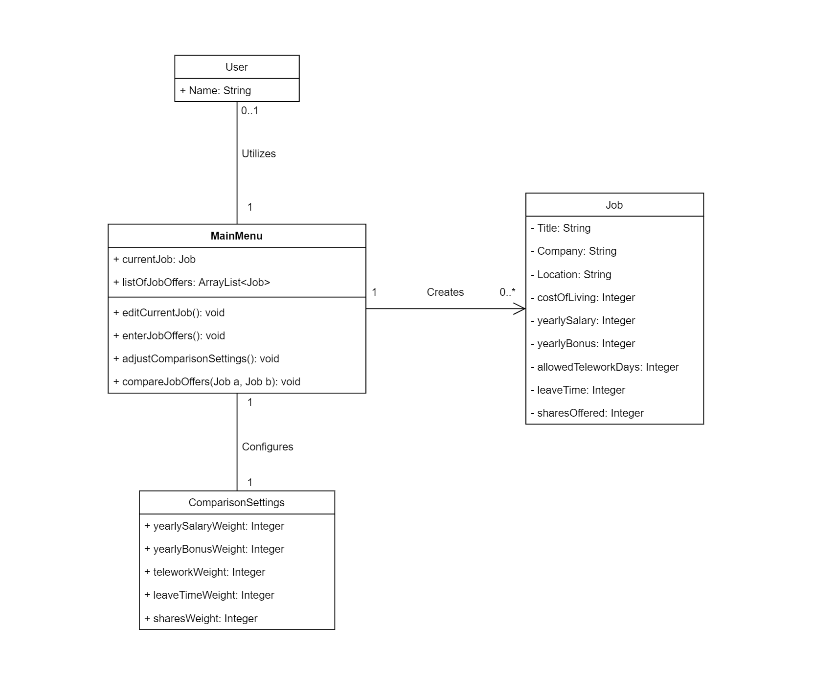 User
+ Name: String
0..1
Utilizes
1
MainMenu
+ currentJob: Job
+ listOfJobOffers: ArrayList<Job>
+ editCurrentJob(): void
+ enterJobOffers(): void
+ adjustComparisonSettings(): void
+ compareJobOffers(Job a, Job b): void
1
Creates
0..*
Job
- Title: String
- Company: String
- Location: String
- costOfLiving: Integer
- yearlySalary: Integer
- yearlyBonus: Integer
- allowedTeleworkDays: Integer
- leaveTime: Integer
- sharesOffered: Integer
1
Configures
1
ComparisonSettings
+ yearlySalaryWeight: Integer
+ yearlyBonusWeight: Integer
+ teleworkWeight: Integer
+ leaveTimeWeight: Integer
+ sharesWeight: Integer